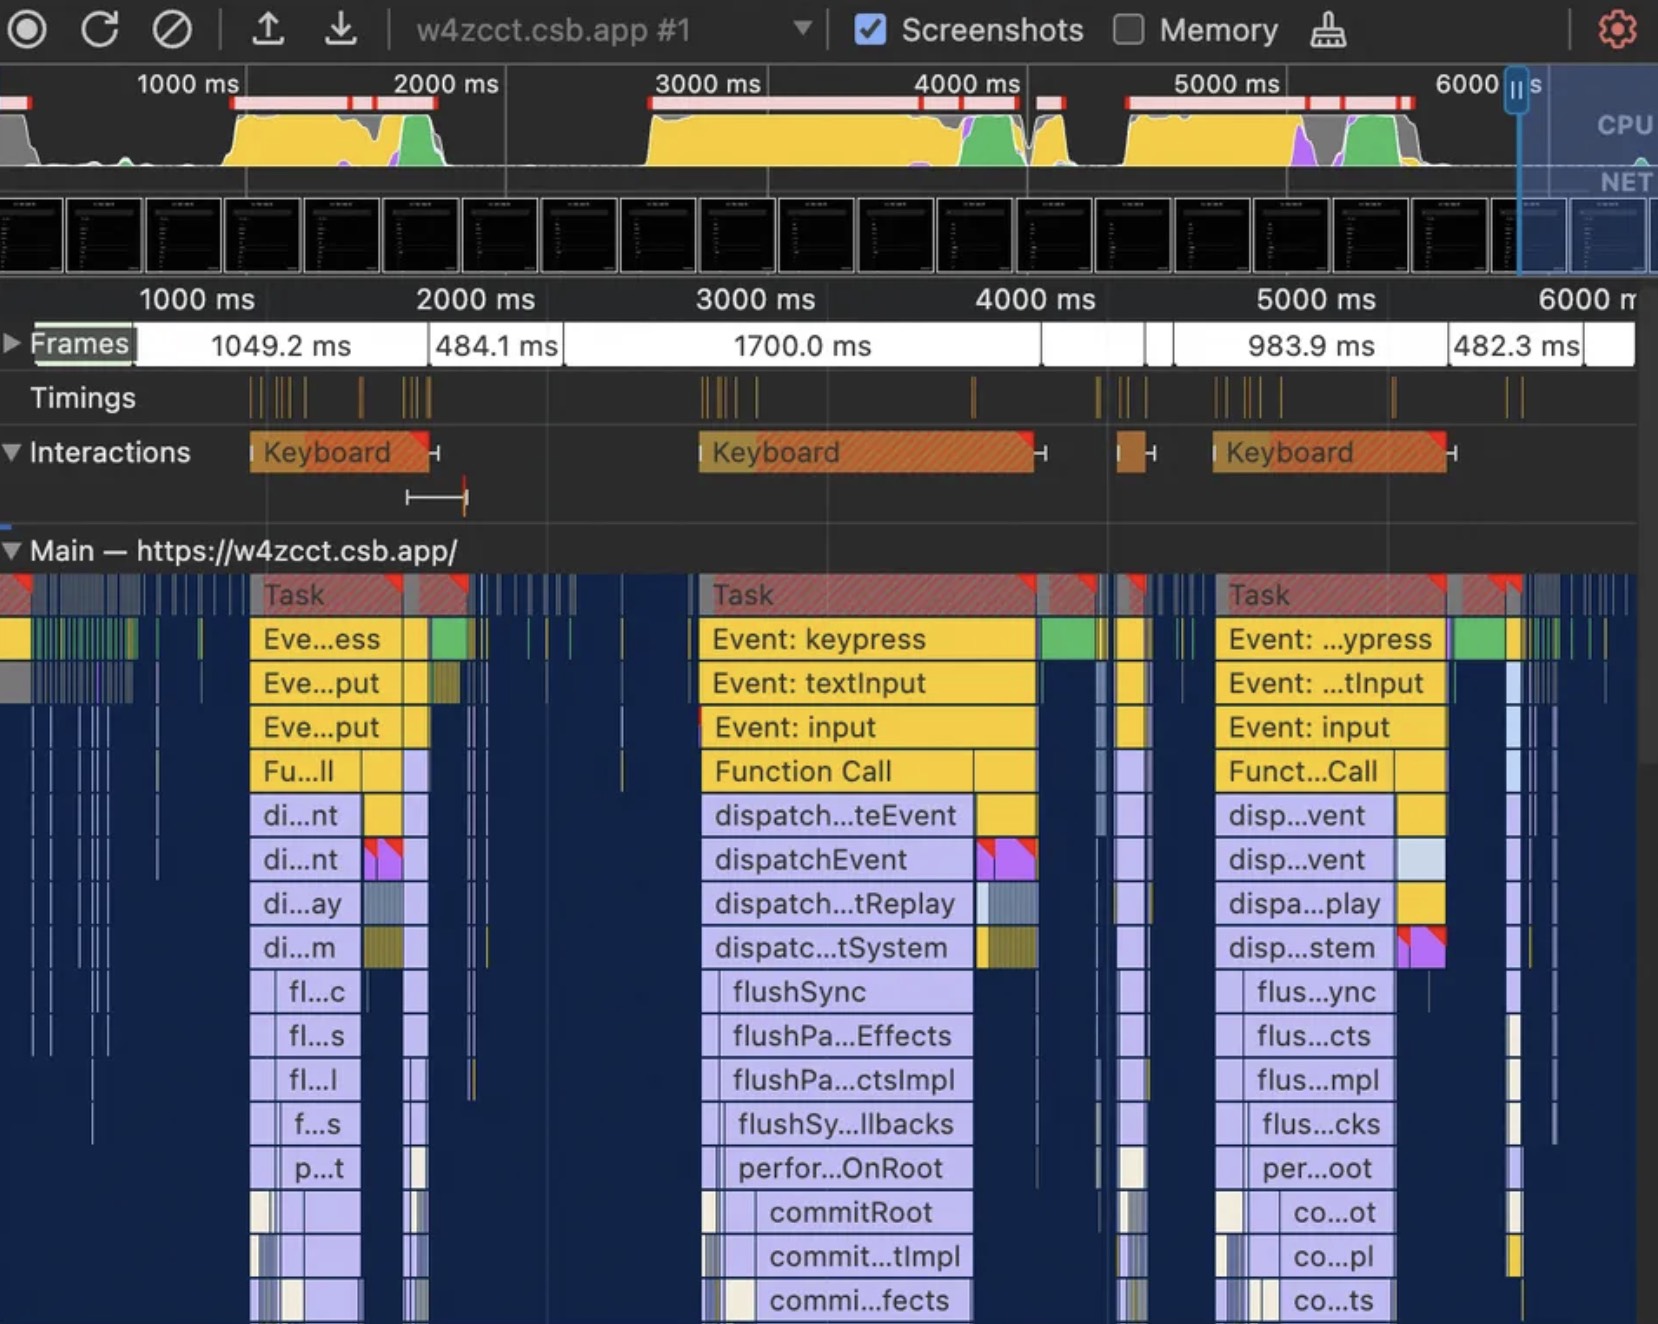 w4zcct.csb.app #1 Screenshots Memory
1000 ms 2000 ms 3000 ms 4000 ms 5000 ms 6000 s
CPU
NET
1000 ms 2000 ms 3000 ms 4000 ms 5000 ms 6000 m
Frames 1049.2 ms 484.1 ms 1700.0 ms 983.9 ms 482.3 ms
Timings
Interactions Keyboard Keyboard Keyboard
Main — https://w4zcct.csb.app/
Task Task Task
Eve...ess Event: keypress Event: ...ypress
Eve...put Event: textInput Event: ...tInput
Eve...put Event: input Event: input
Fu...ll Function Call Funct...Call
di...nt dispatch...teEvent disp...vent
di...nt dispatchEvent disp...vent
di...ay dispatch...tReplay dispa...play
di...m dispatc...tSystem disp...stem
fl...c flushSync flus...ync
fl...s flushPa...Effects flus...cts
fl...l flushPa...ctsImpl flus...mpl
f...s flushSy...llbacks flus...cks
p...t perfor...OnRoot per...oot
commitRoot co...ot
commit...tImpl co...pl
commi...fects co...ts